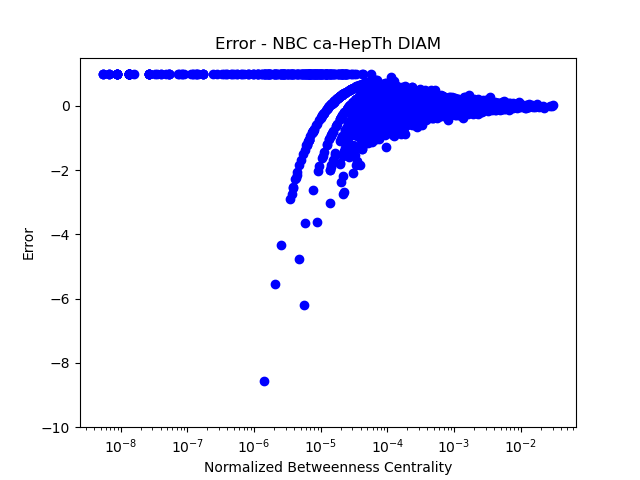 Error - NBC ca-HepTh DIAM
Error
0
−2
−4
−6
−8
−10
10⁻⁸ 10⁻⁷ 10⁻⁶ 10⁻⁵ 10⁻⁴ 10⁻³ 10⁻²
Normalized Betweenness Centrality